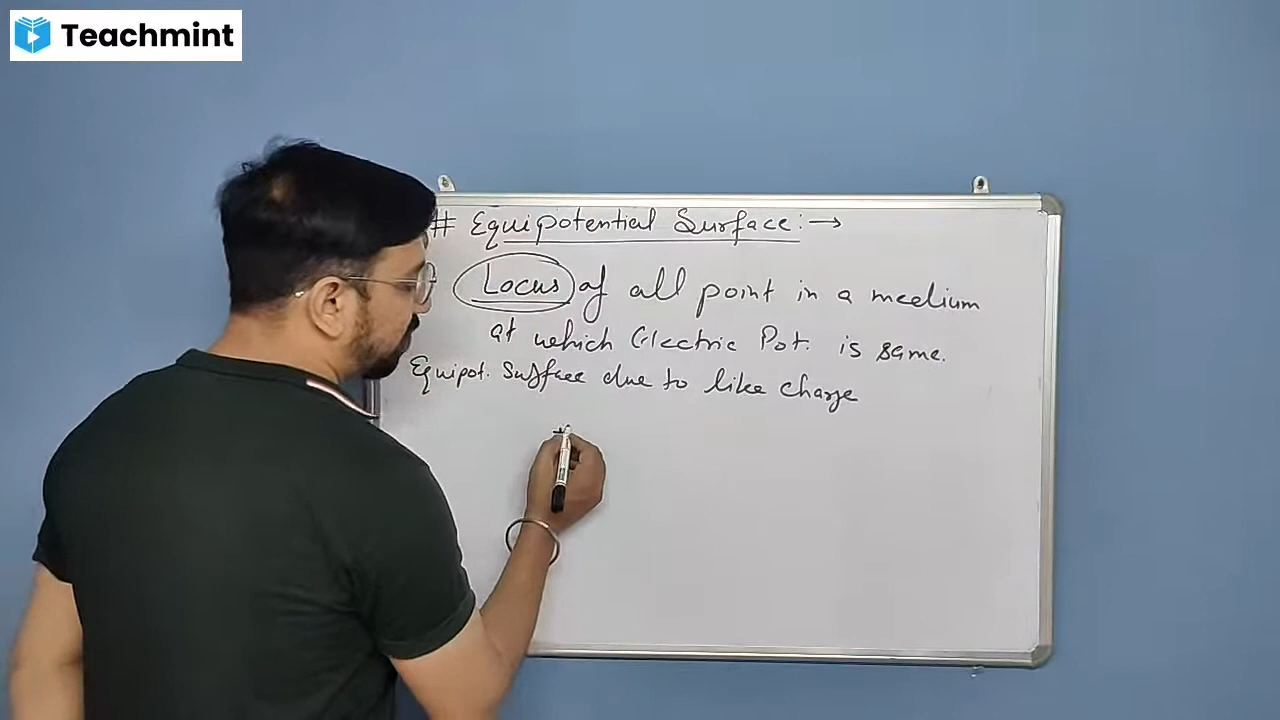 Teachmint
# Equipotential Surface:→
Locus of all point in a medium
at which Electric Pot. is same.
Equipot. Surface due to like charge
+